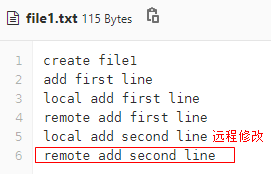 file1.txt 115 Bytes
1 create file1
2 add first line
3 local add first line
4 remote add first line
5 local add second line 远程修改
6 remote add second line